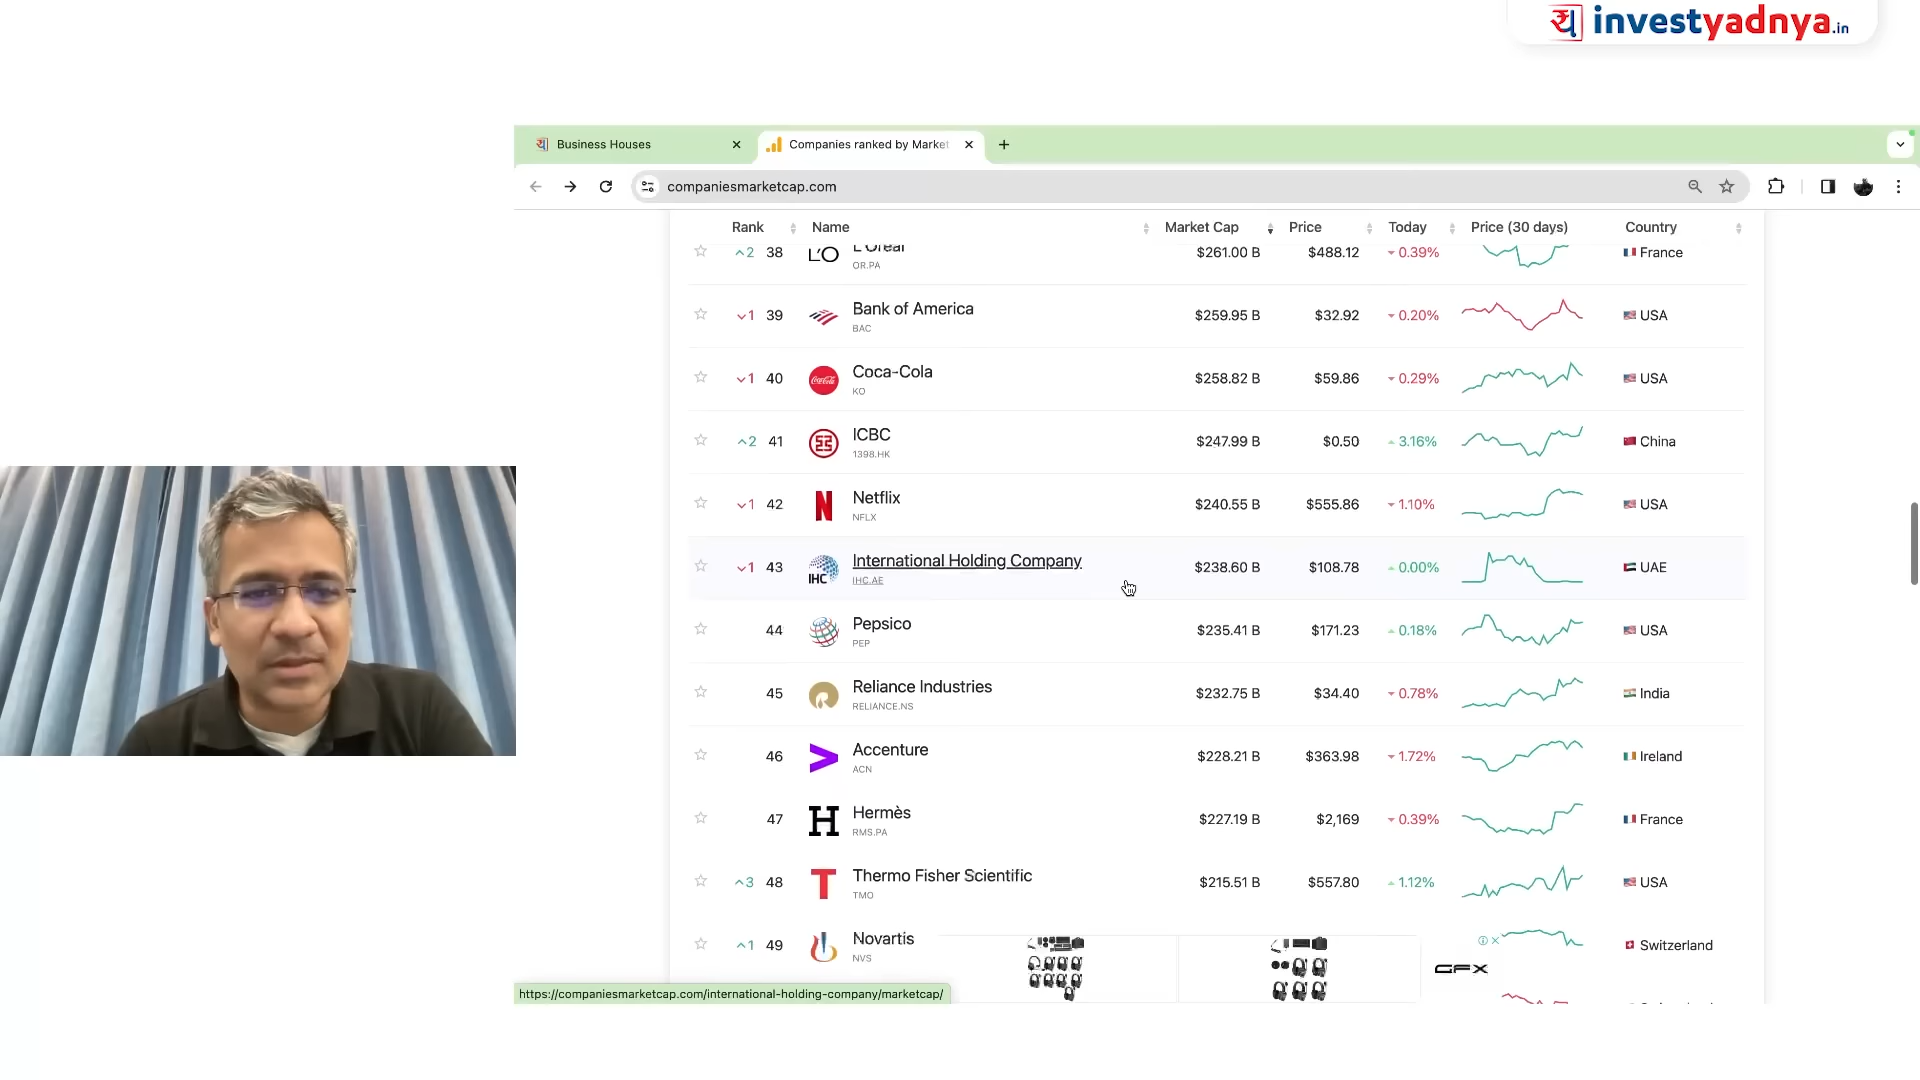 investyadnya.in
Business Houses
Companies ranked by Market
companiesmarketcap.com
Rank Name Market Cap Price Today Price (30 days) Country
2 38 L'Oréal $261.00 B $488.12 0.39% France
OR.PA
1 39 Bank of America $259.95 B $32.92 0.20% USA
BAC
1 40 Coca-Cola $258.82 B $59.86 0.29% USA
KO
2 41 ICBC $247.99 B $0.50 3.16% China
1398.HK
1 42 Netflix $240.55 B $555.86 1.10% USA
NFLX
1 43 IHC International Holding Company $238.60 B $108.78 0.00% UAE
IHC.AE
44 Pepsico $235.41 B $171.23 0.18% USA
PEP
45 Reliance Industries $232.75 B $34.40 0.78% India
RELIANCE.NS
46 Accenture $228.21 B $363.98 1.72% Ireland
ACN
47 Hermès $227.19 B $2,169 0.39% France
RMS.PA
3 48 Thermo Fisher Scientific $215.51 B $557.80 1.12% USA
TMO
1 49 Novartis Switzerland
NVS
GFX
https://companiesmarketcap.com/international-holding-company/marketcap/